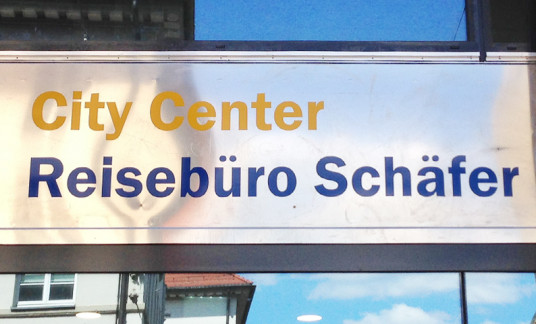 City Center
Reisebüro Schäfer